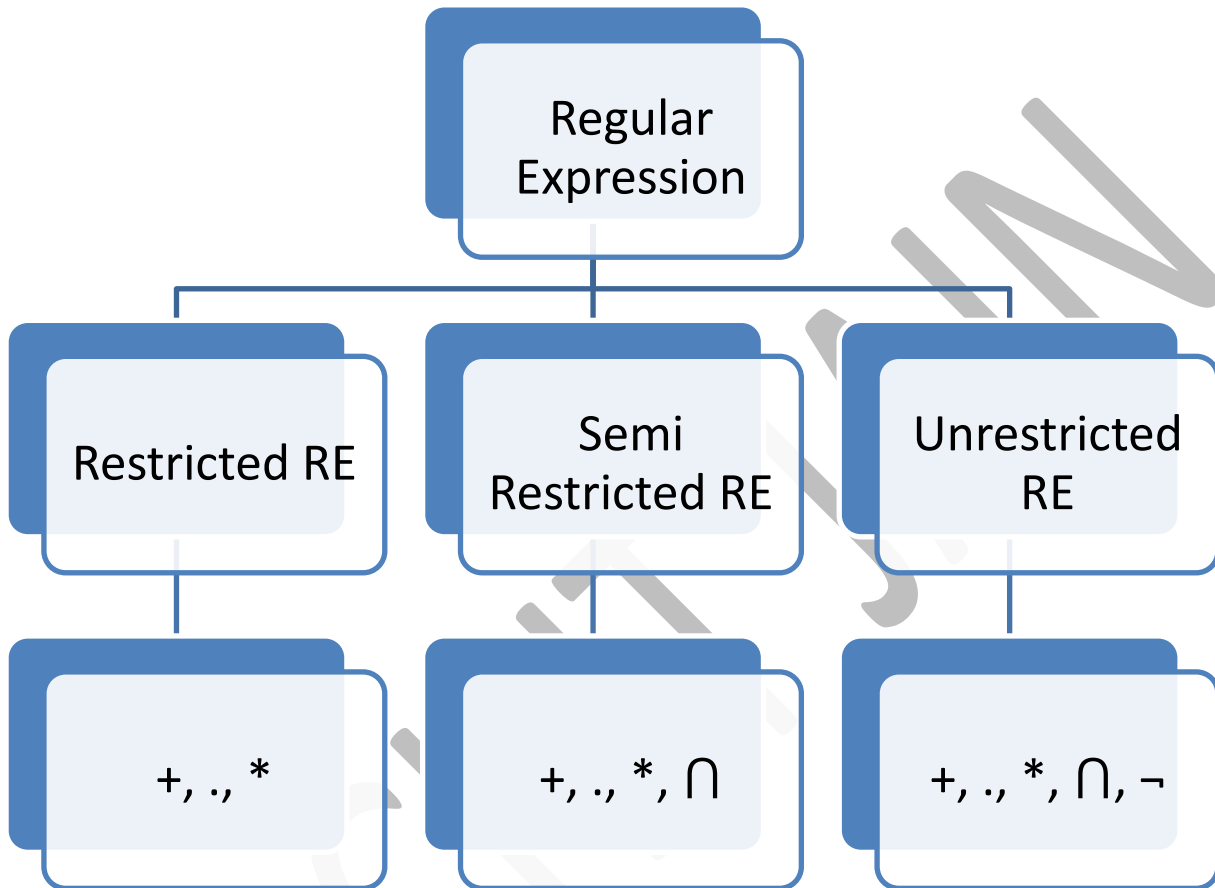 Regular
Expression
Restricted RE
Semi
Restricted RE
Unrestricted
RE
+, ., *
+, ., *, ⋂
+, ., *, ⋂, ¬